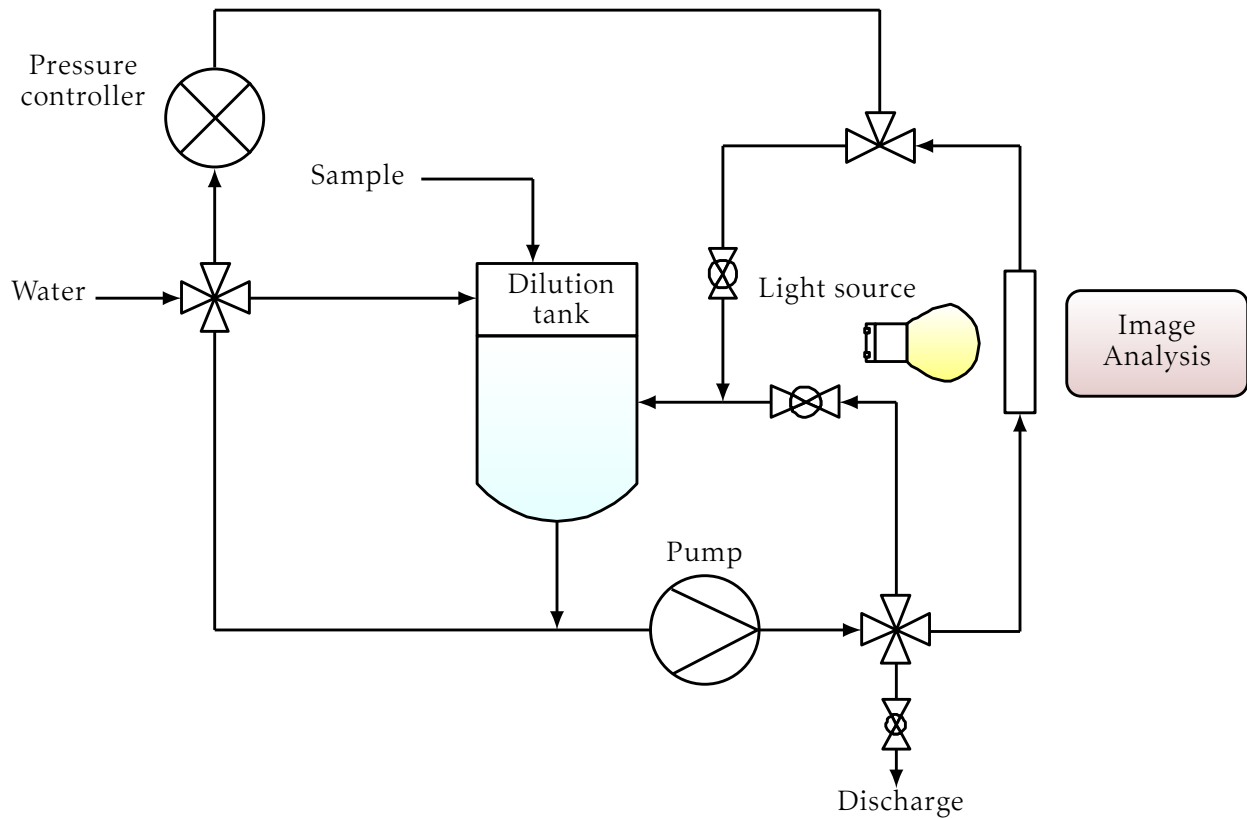 Pressure
controller
Sample
Water
Dilution
tank
Light source
Image
Analysis
Pump
Discharge